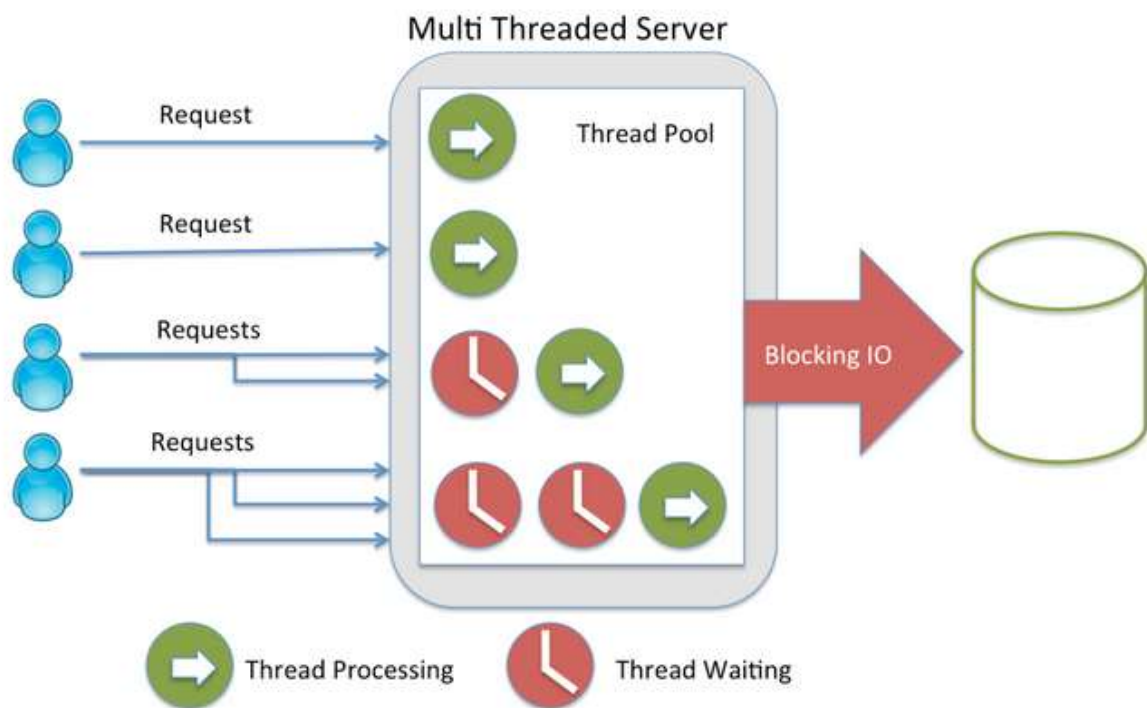 Multi Threaded Server
Request
Thread Pool
Request
Requests
Blocking IO
Requests
Thread Processing
Thread Waiting